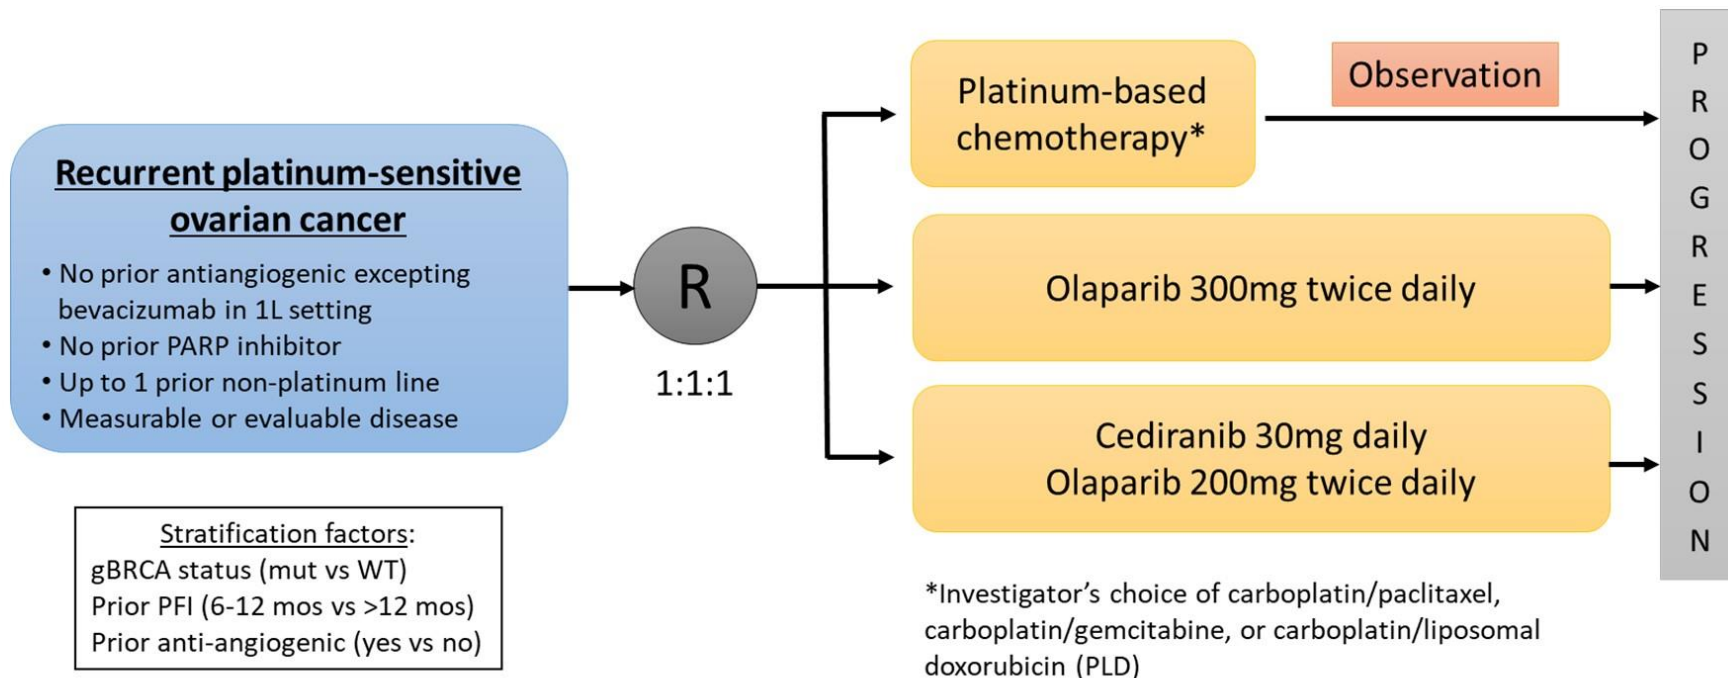 Recurrent platinum-sensitive
ovarian cancer
• No prior antiangiogenic excepting
bevacizumab in 1L setting
• No prior PARP inhibitor
• Up to 1 prior non-platinum line
• Measurable or evaluable disease
Stratification factors:
gBRCA status (mut vs WT)
Prior PFI (6-12 mos vs >12 mos)
Prior anti-angiogenic (yes vs no)
R
1:1:1
Platinum-based
chemotherapy*
Observation
Olaparib 300mg twice daily
Cediranib 30mg daily
Olaparib 200mg twice daily
*Investigator’s choice of carboplatin/paclitaxel,
carboplatin/gemcitabine, or carboplatin/liposomal
doxorubicin (PLD)
PROGRESSION